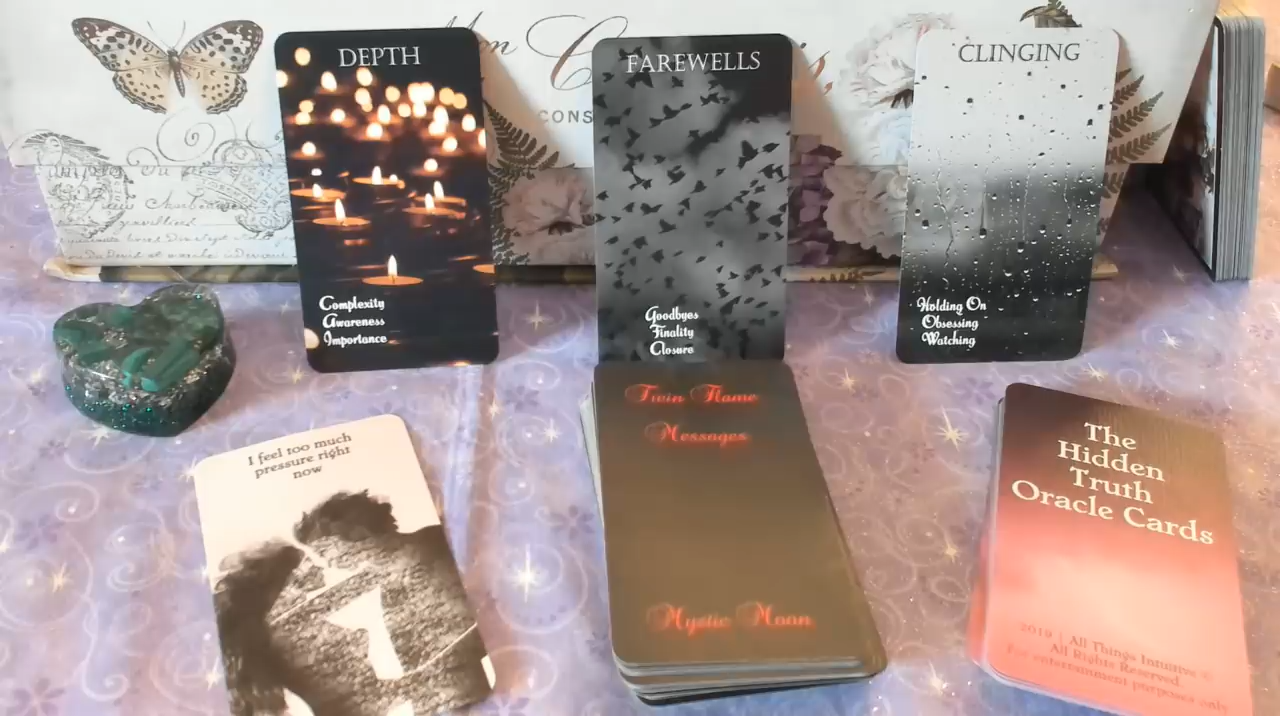 DEPTH
Complexity
Awareness
Importance
FAREWELLS
Goodbyes
Finality
Closure
CLINGING
Holding On
Obsessing
Watching
CONS
I feel too much
pressure right
now
Twin Flame
Messages
Mystic Moon
The
Hidden
Truth
Oracle Cards
2019 | All Things Intuitive ©
All Rights Reserved.
For entertainment purposes only